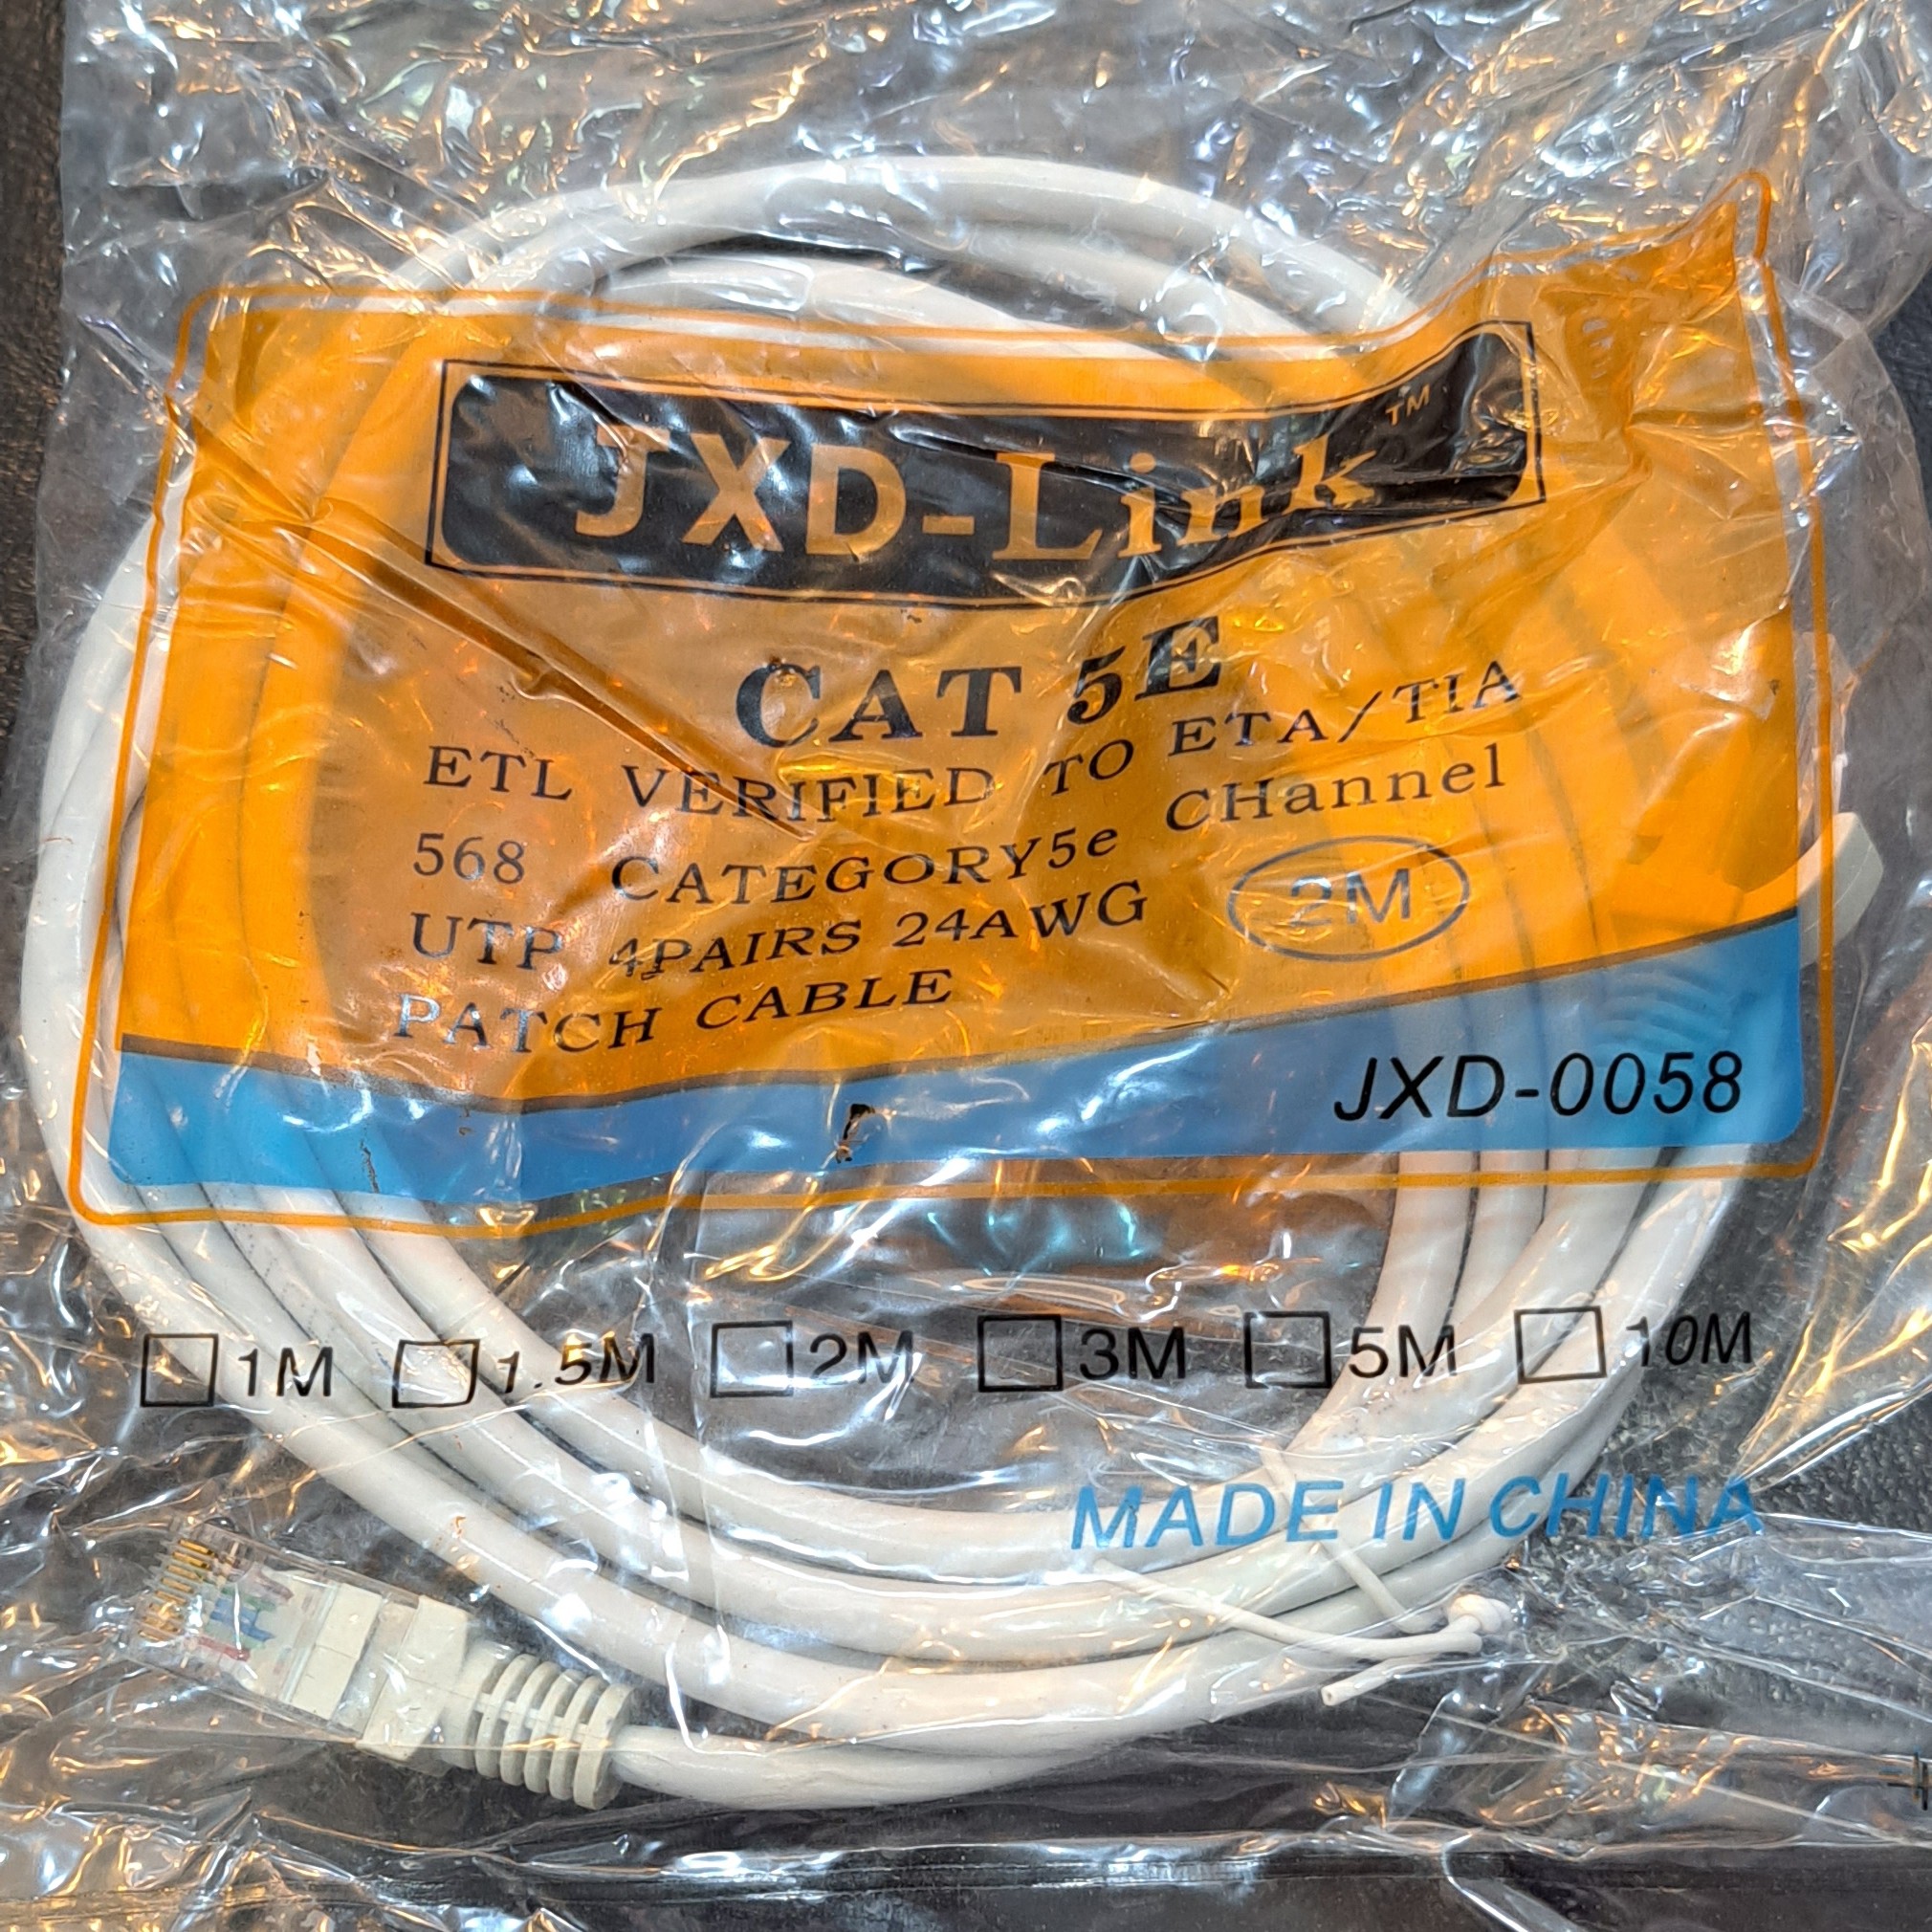 JXD-Link™
CAT 5E
ETL VERIFIED TO ETA/TIA
568 CATEGORY5e CHannel
UTP 4PAIRS 24AWG 2M
PATCH CABLE
JXD-0058
1M 1.5M 2M 3M 5M 10M
MADE IN CHINA